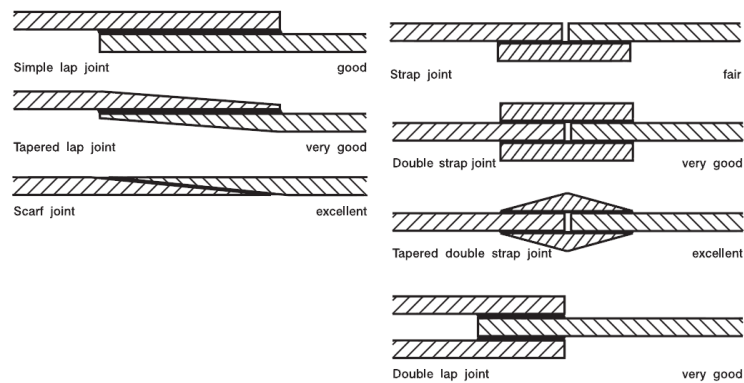 Simple lap joint good
Tapered lap joint very good
Scarf joint excellent
Strap joint fair
Double strap joint very good
Tapered double strap joint excellent
Double lap joint very good